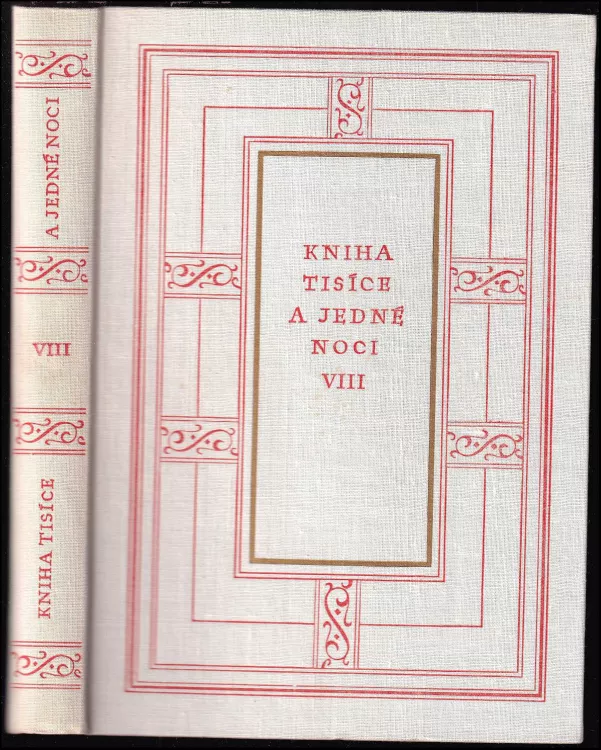 KNIHA TISÍCE
VIII
A JEDNÉ NOCI
KNIHA
TISÍCE
A JEDNÉ
NOCI
VIII